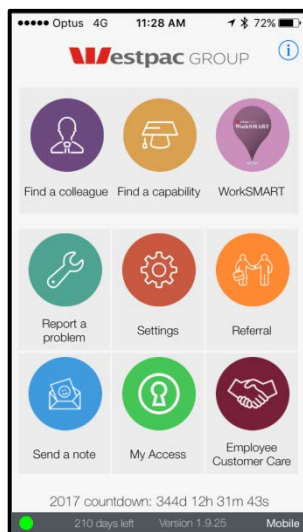 Optus 4G 11:28 AM 72%
Westpac GROUP i
Find a colleague Find a capability WorkSMART
Report a problem Settings Referral
Send a note My Access Employee Customer Care
2017 countdown: 344d 12h 31m 43s
210 days left Version 1.9.25 Mobile